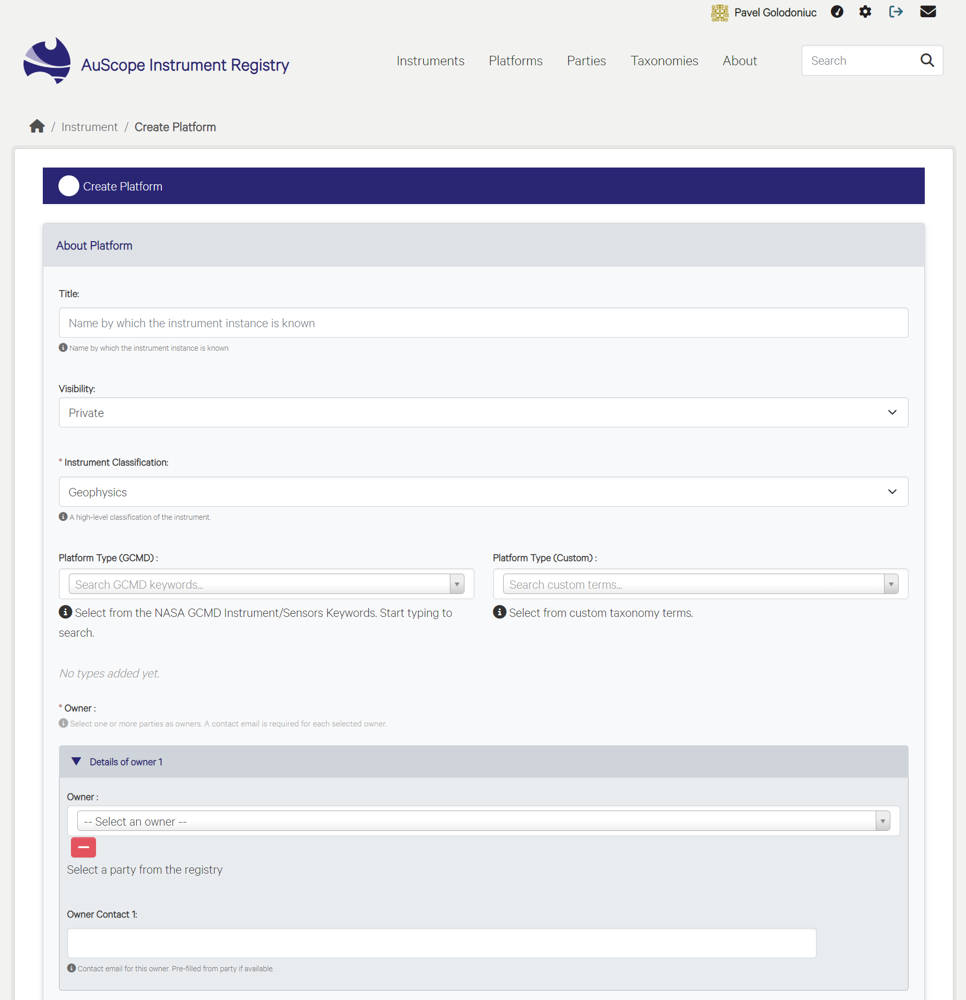 Pavel Golodoniuc
AuScope Instrument Registry
Instruments Platforms Parties Taxonomies About Search
/ Instrument / Create Platform
Create Platform
About Platform
Title:
Name by which the instrument instance is known
Name by which the instrument instance is known
Visibility:
Private
* Instrument Classification:
Geophysics
A high-level classification of the instrument.
Platform Type (GCMD) : Platform Type (Custom) :
Search GCMD keywords... Search custom terms...
Select from the NASA GCMD Instrument/Sensors Keywords. Start typing to search.
Select from custom taxonomy terms.
No types added yet.
* Owner :
Select one or more parties as owners. A contact email is required for each selected owner.
Details of owner 1
Owner :
-- Select an owner --
Select a party from the registry
Owner Contact 1:
Contact email for this owner. Pre-filled from party if available.